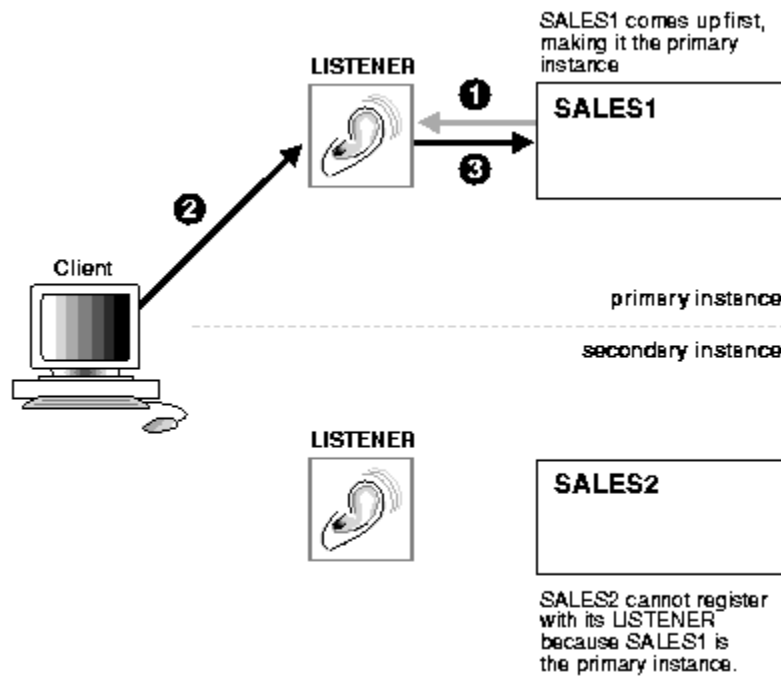 SALES1 comes up first,
making it the primary
instance
LISTENER
1
SALES1
3
2
Client
primary instance
secondary instance
LISTENER
SALES2
SALES2 cannot register
with its LISTENER
because SALES1 is
the primary instance.